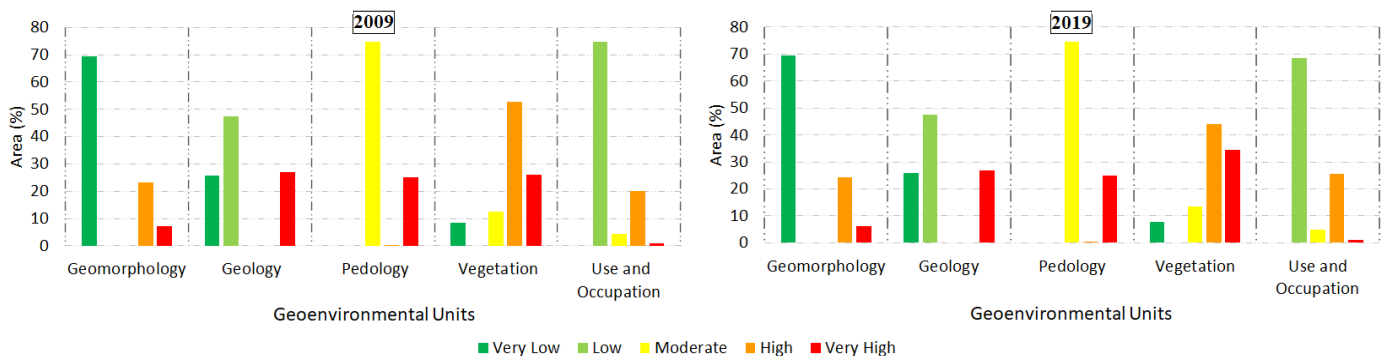 2009
80
70
60
50
40
30
20
10
0
Area (%)
Geomorphology Geology Pedology Vegetation Use and
Occupation
Geoenvironmental Units
2019
80
70
60
50
40
30
20
10
0
Area (%)
Geomorphology Geology Pedology Vegetation Use and
Occupation
Geoenvironmental Units
Very Low Low Moderate High Very High